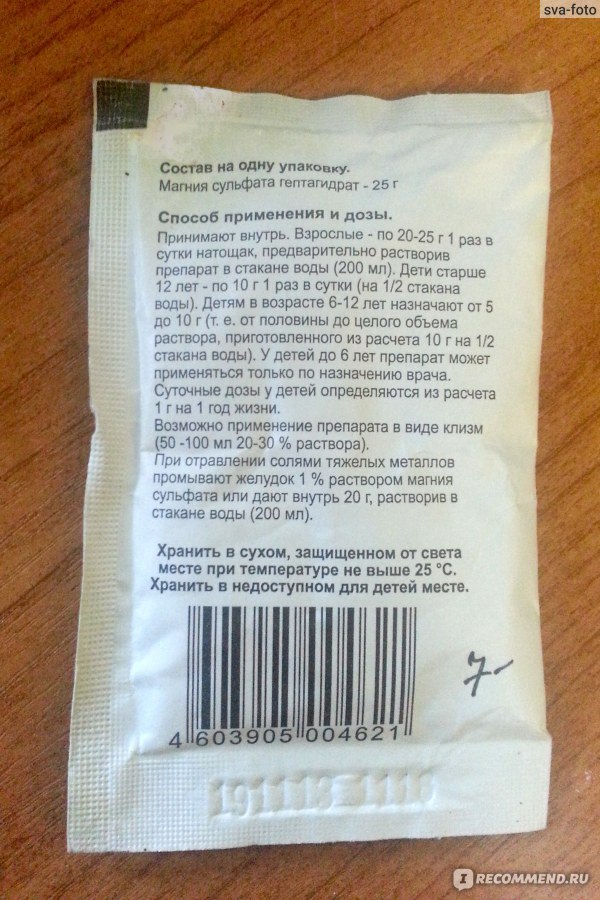 sva-foto
Состав на одну упаковку.
Магния сульфата гептагидрат - 25 г
Способ применения и дозы.
Принимают внутрь. Взрослые - по 20-25 г 1 раз в
сутки натощак, предварительно растворив
препарат в стакане воды (200 мл). Дети старше
12 лет - по 10 г 1 раз в сутки (на 1/2 стакана
воды). Детям в возрасте 6-12 лет назначают от 5
до 10 г (т. е. от половины до целого объема
раствора, приготовленного из расчета 10 г на 1/2
стакана воды). У детей до 6 лет препарат может
применяться только по назначению врача.
Суточные дозы у детей определяются из расчета
1 г на 1 год жизни.
Возможно применение препарата в виде клизм
(50 -100 мл 20-30 % раствора).
При отравлении солями тяжелых металлов
промывают желудок 1 % раствором магния
сульфата или дают внутрь 20 г, растворив в
стакане воды (200 мл).
Хранить в сухом, защищенном от света
месте при температуре не выше 25 °С.
Хранить в недоступном для детей месте.
7-
4 603905 004621
IRECOMMEND.RU